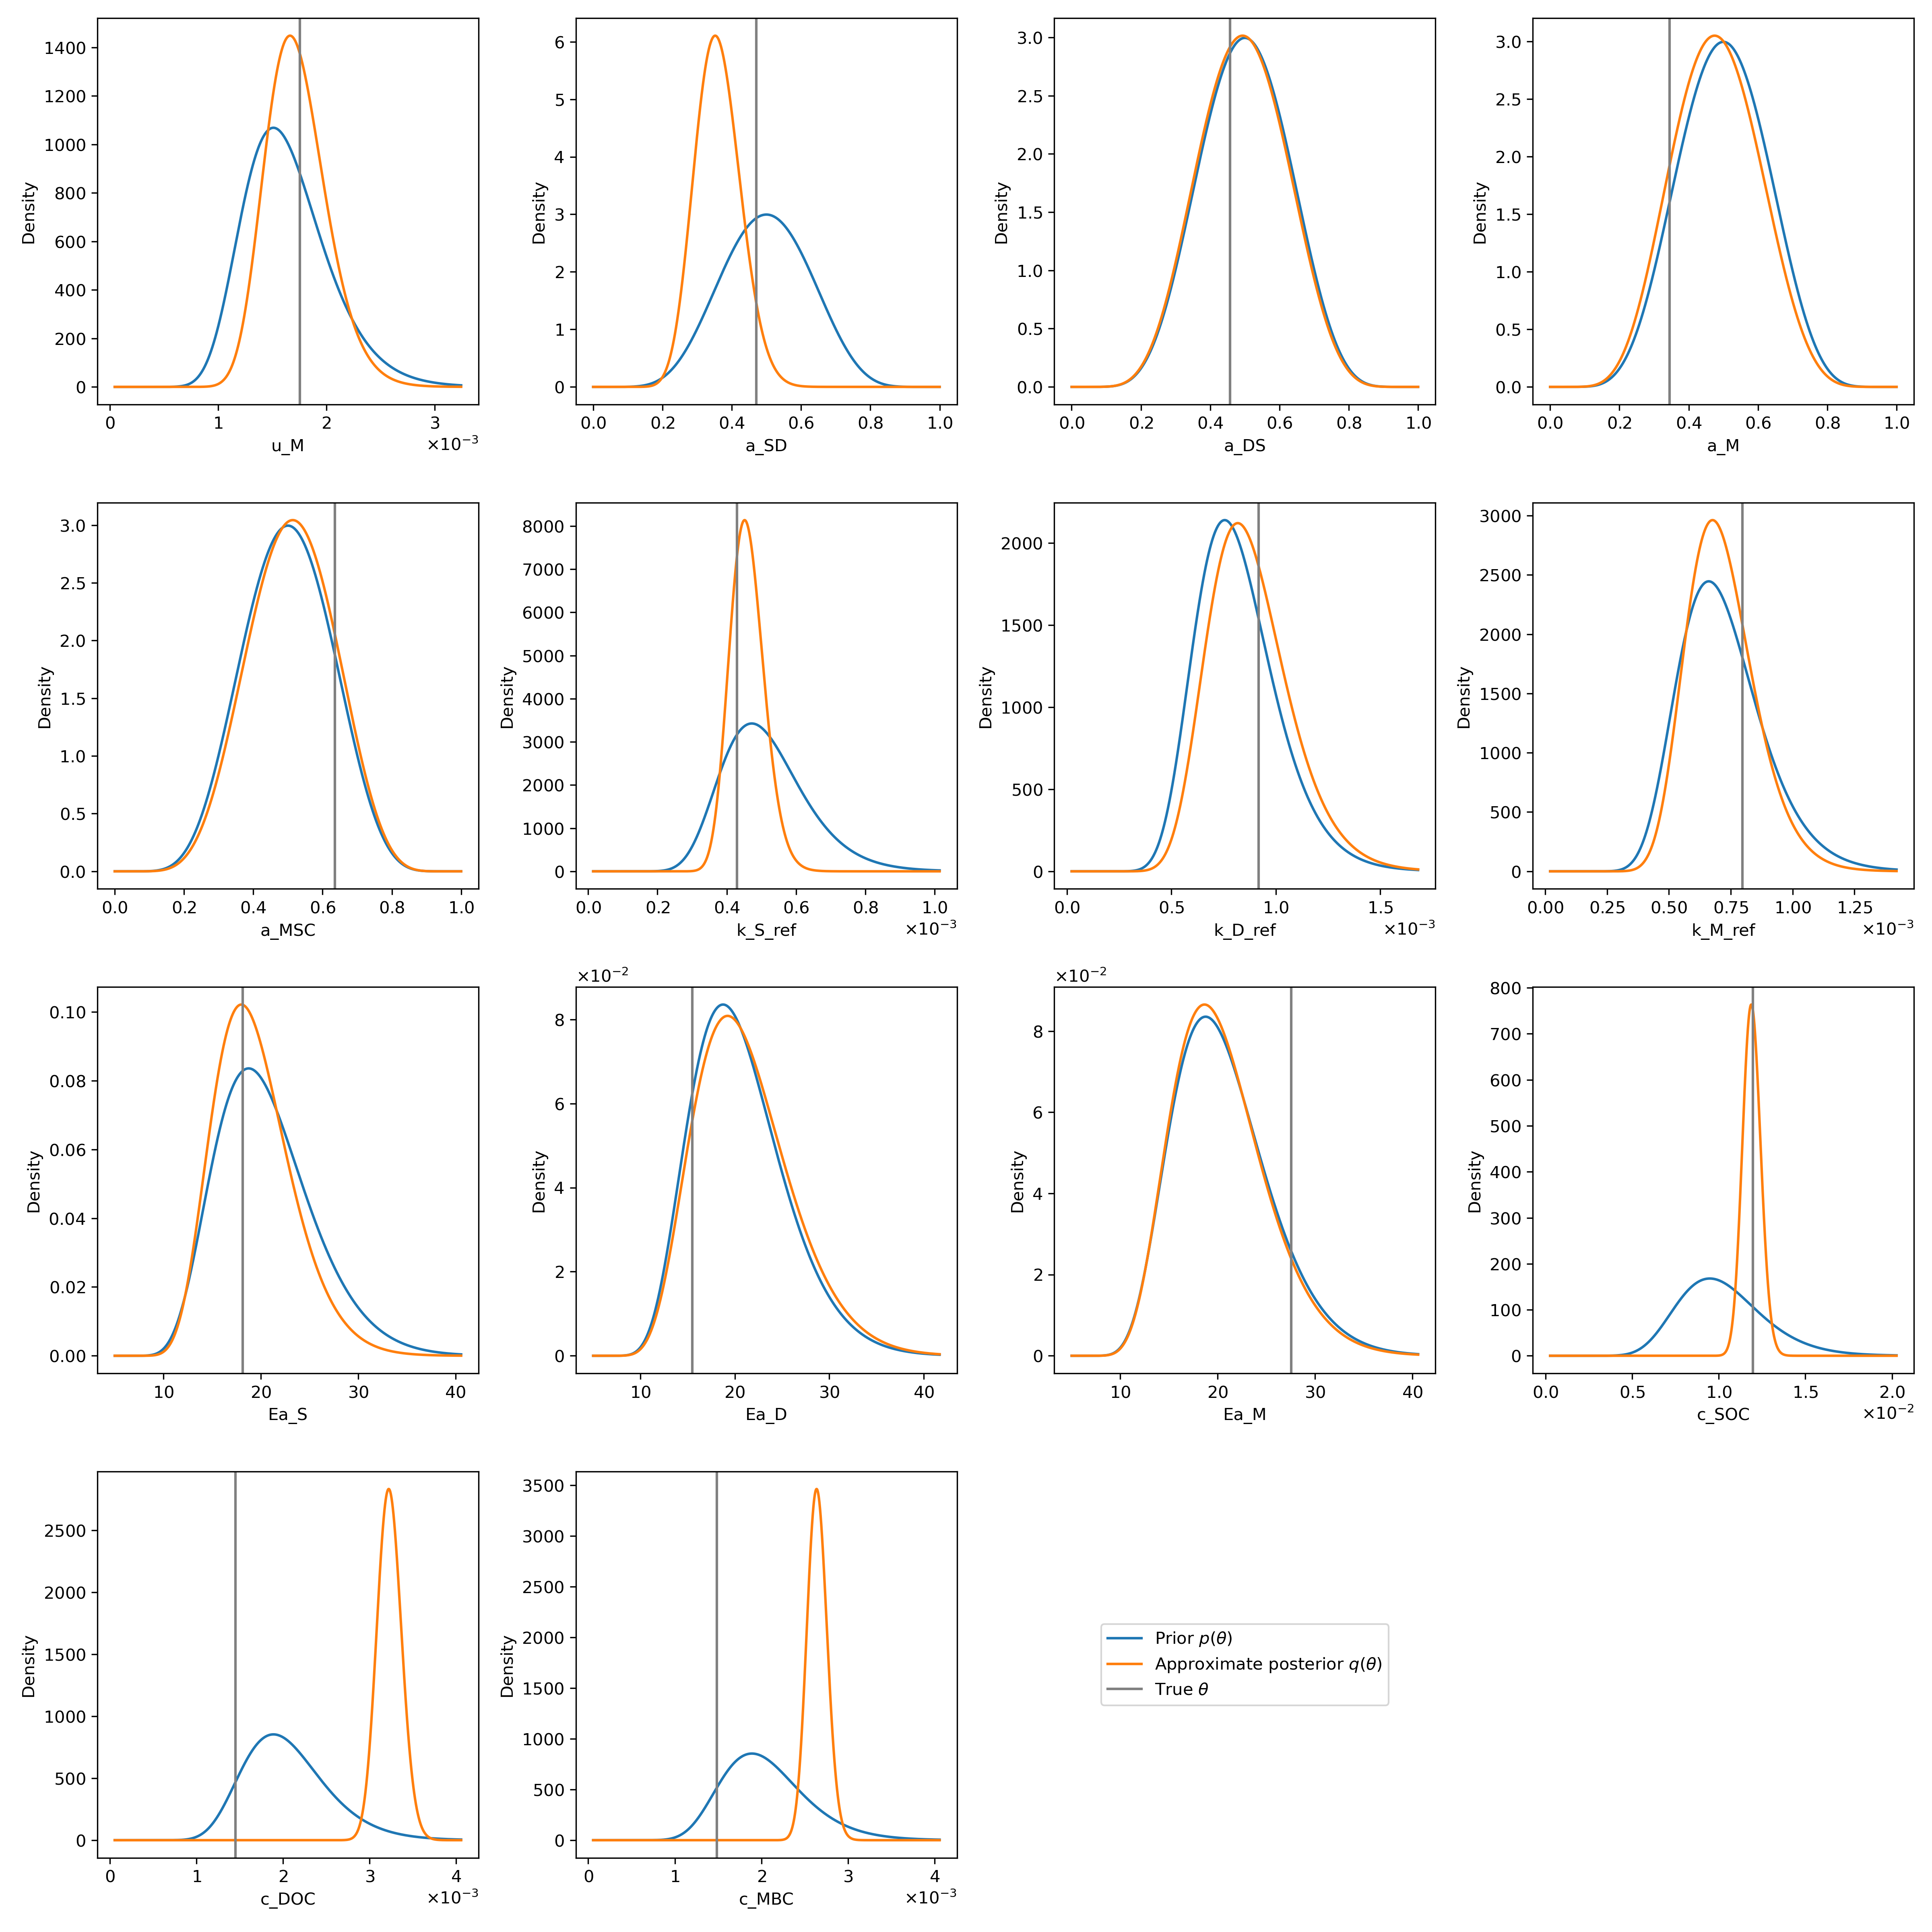 Density
1400
1200
1000
800
600
400
200
0
0 1 2 3
u_M
×10⁻³
Density
6
5
4
3
2
1
0
0.0 0.2 0.4 0.6 0.8 1.0
a_SD
Density
3.0
2.5
2.0
1.5
1.0
0.5
0.0
0.0 0.2 0.4 0.6 0.8 1.0
a_DS
Density
3.0
2.5
2.0
1.5
1.0
0.5
0.0
0.0 0.2 0.4 0.6 0.8 1.0
a_M
Density
3.0
2.5
2.0
1.5
1.0
0.5
0.0
0.0 0.2 0.4 0.6 0.8 1.0
a_MSC
Density
8000
7000
6000
5000
4000
3000
2000
1000
0
0.0 0.2 0.4 0.6 0.8 1.0
k_S_ref
×10⁻³
Density
2000
1500
1000
500
0
0.0 0.5 1.0 1.5
k_D_ref
×10⁻³
Density
3000
2500
2000
1500
1000
500
0
0.00 0.25 0.50 0.75 1.00 1.25
k_M_ref
×10⁻³
Density
0.10
0.08
0.06
0.04
0.02
0.00
10 20 30 40
Ea_S
×10⁻²
Density
8
6
4
2
0
10 20 30 40
Ea_D
×10⁻²
Density
8
6
4
2
0
10 20 30 40
Ea_M
Density
800
700
600
500
400
300
200
100
0
0.0 0.5 1.0 1.5 2.0
c_SOC
×10⁻²
Density
2500
2000
1500
1000
500
0
0 1 2 3 4
c_DOC
×10⁻³
Density
3500
3000
2500
2000
1500
1000
500
0
0 1 2 3 4
c_MBC
×10⁻³
Prior p(θ)
Approximate posterior q(θ)
True θ